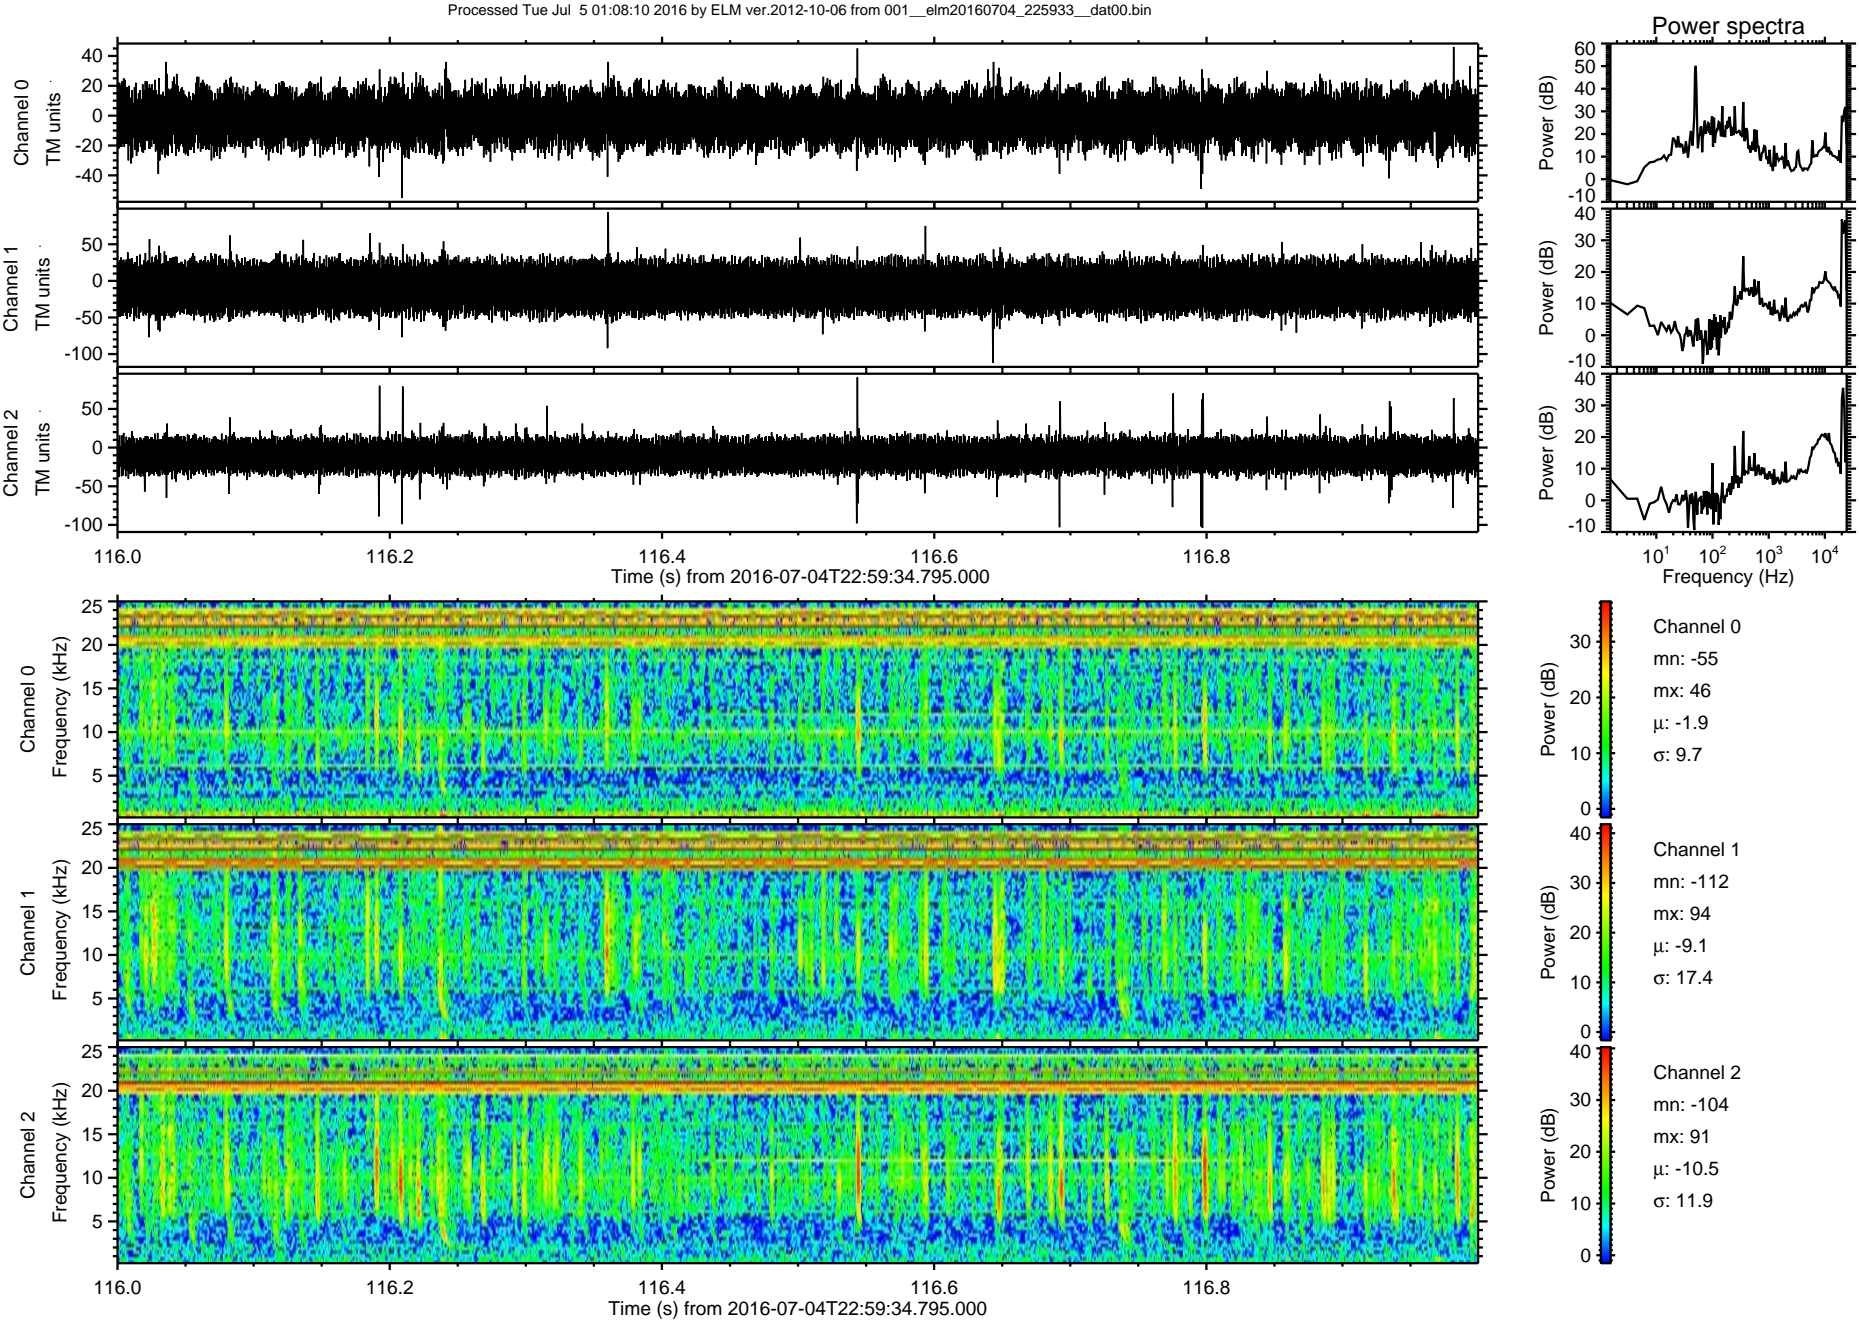 Processed Tue Jul  5 01:08:10 2016 by ELM ver.2012-10-06 from 001__elm20160704_225933__dat00.bin
Power spectra
Channel 0
TM units
40
20
0
-20
-40
Power (dB)
60
50
40
30
20
10
0
-10
Channel 1
TM units
50
0
-50
-100
Power (dB)
40
30
20
10
0
-10
Channel 2
TM units
50
0
-50
-100
Power (dB)
40
30
20
10
0
-10
116.0 116.2 116.4 116.6 116.8
Time (s) from 2016-07-04T22:59:34.795.000
10¹ 10² 10³ 10⁴
Frequency (Hz)
Channel 0
Frequency (kHz)
25
20
15
10
5
Power (dB)
30
20
10
0
Channel 0
mn: -55
mx: 46
μ: -1.9
σ: 9.7
Channel 1
Frequency (kHz)
25
20
15
10
5
Power (dB)
40
30
20
10
0
Channel 1
mn: -112
mx: 94
μ: -9.1
σ: 17.4
Channel 2
Frequency (kHz)
25
20
15
10
5
Power (dB)
40
30
20
10
0
Channel 2
mn: -104
mx: 91
μ: -10.5
σ: 11.9
116.0 116.2 116.4 116.6 116.8
Time (s) from 2016-07-04T22:59:34.795.000